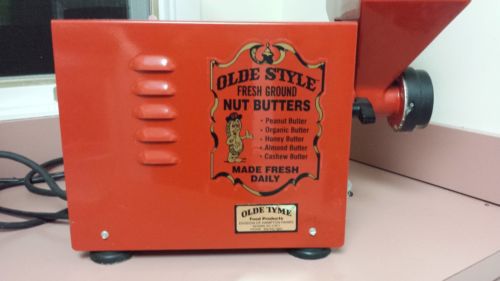 OLDE STYLE
FRESH GROUND
NUT BUTTERS
• Peanut Butter
• Organic Butter
• Honey Butter
• Almond Butter
• Cashew Butter
MADE FRESH
DAILY
OLDE TYME
Food Products